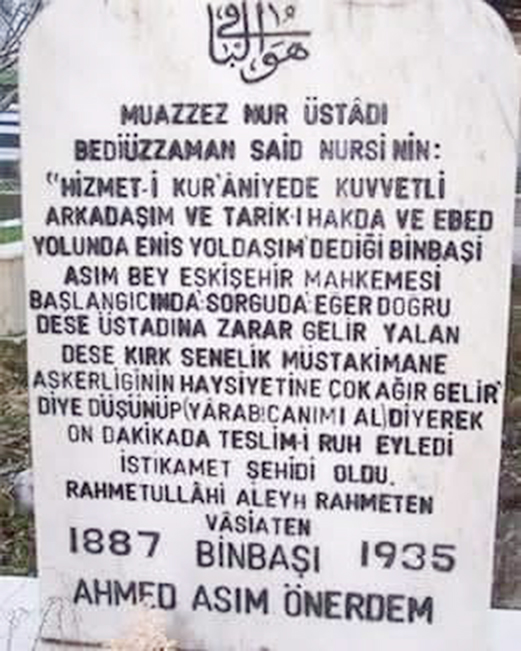 هو الباقي
MUAZZEZ NUR ÜSTÂDI
BEDİÜZZAMAN SAİD NURSİ NİN:
"HİZMET-İ KUR'ÂNİYEDE KUVVETLİ
ARKADAŞIM VE TARİK-I HAKDA VE EBED
YOLUNDA ENİS YOLDAŞIM" DEDİĞİ BİNBAŞI
ASIM BEY ESKİŞEHİR MAHKEMESİ
BAŞLANGICINDA SORGUDA EĞER DOĞRU
DESE ÜSTADINA ZARAR GELİR YALAN
DESE KIRK SENELİK MÜSTAKİMANE
ASKERLİGİNİN HAYSİYETİNE ÇOK AĞIR GELİR
DİYE DÜŞÜNÜP(YARAB!CANIMI AL)DİYEREK
ON DAKİKADA TESLİM-İ RUH EYLEDİ
İSTİKAMET ŞEHİDİ OLDU.
RAHMETULLÂHİ ALEYH RAHMETEN
VÂSİATEN
1887 BİNBAŞI 1935
AHMED ASIM ÖNERDEM